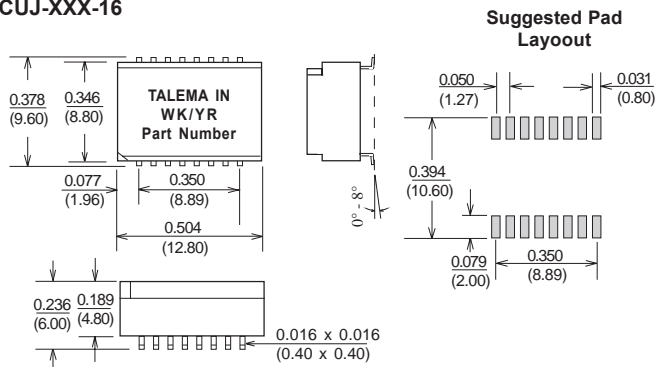 CUJ-XXX-16
Suggested Pad
Layoout
TALEMA IN
WK/YR
Part Number
0.378
(9.60)
0.346
(8.80)
0.077
(1.96)
0.350
(8.89)
0.504
(12.80)
0° - 8°
0.050
(1.27)
0.031
(0.80)
0.394
(10.60)
0.079
(2.00)
0.350
(8.89)
0.236
(6.00)
0.189
(4.80)
0.016 x 0.016
(0.40 x 0.40)